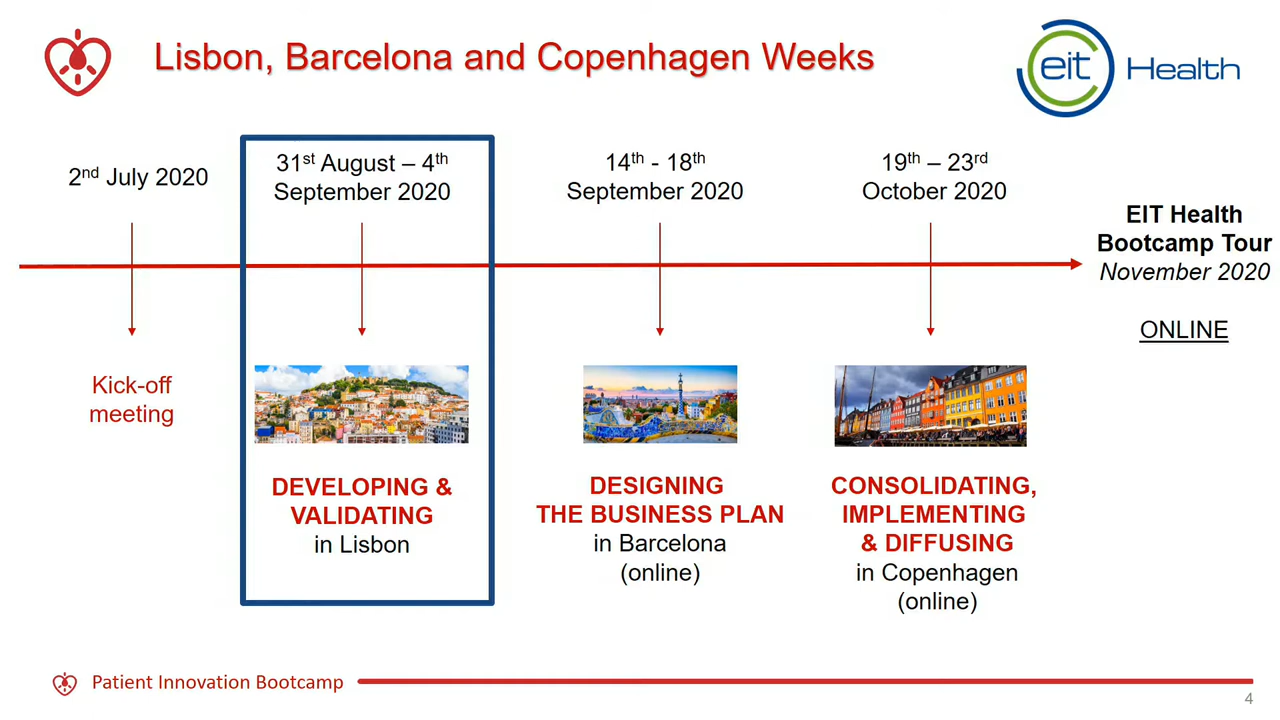 Lisbon, Barcelona and Copenhagen Weeks
eit Health
2nd July 2020
31st August – 4th
September 2020
14th - 18th
September 2020
19th – 23rd
October 2020
EIT Health
Bootcamp Tour
November 2020
ONLINE
Kick-off
meeting
DEVELOPING &
VALIDATING
in Lisbon
DESIGNING
THE BUSINESS PLAN
in Barcelona
(online)
CONSOLIDATING,
IMPLEMENTING
& DIFFUSING
in Copenhagen
(online)
Patient Innovation Bootcamp
4